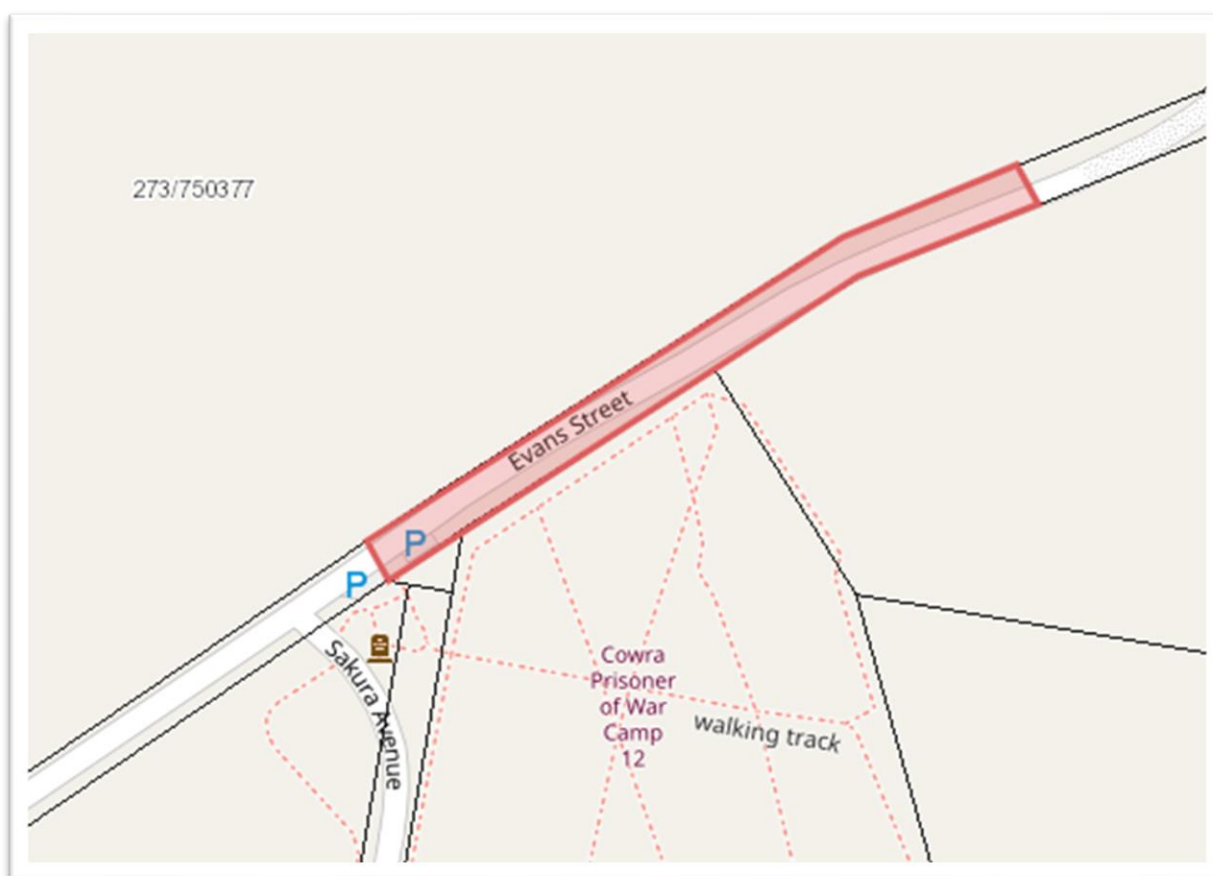 273/750377
Evans Street
P
P
Sakura Avenue
Cowra
Prisoner
of War
Camp
12
walking track